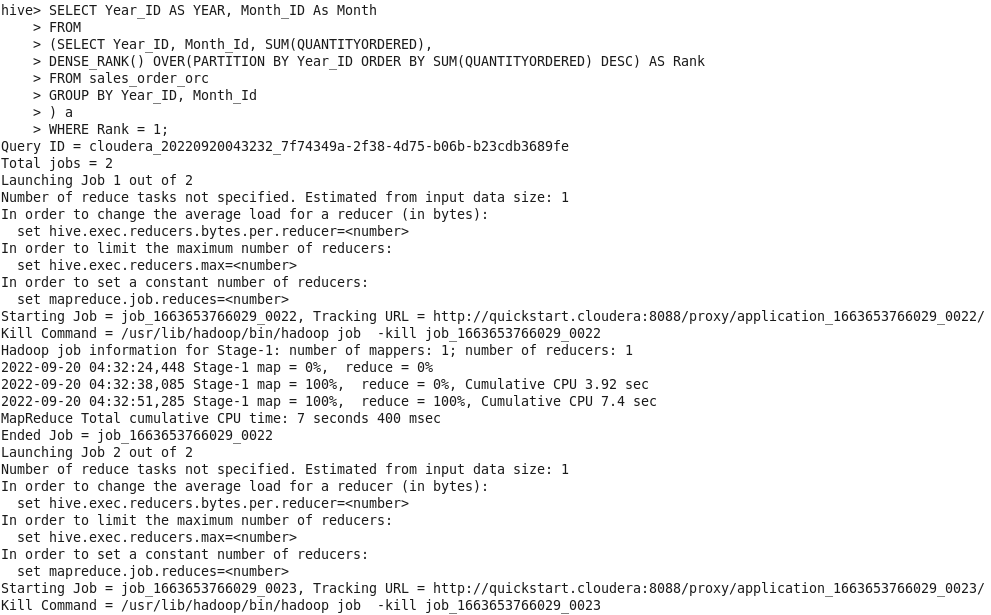 hive> SELECT Year_ID AS YEAR, Month_ID As Month
    > FROM
    > (SELECT Year_ID, Month_Id, SUM(QUANTITYORDERED),
    > DENSE_RANK() OVER(PARTITION BY Year_ID ORDER BY SUM(QUANTITYORDERED) DESC) AS Rank
    > FROM sales_order_orc
    > GROUP BY Year_ID, Month_Id
    > ) a
    > WHERE Rank = 1;
Query ID = cloudera_20220920043232_7f74349a-2f38-4d75-b06b-b23cdb3689fe
Total jobs = 2
Launching Job 1 out of 2
Number of reduce tasks not specified. Estimated from input data size: 1
In order to change the average load for a reducer (in bytes):
  set hive.exec.reducers.bytes.per.reducer=<number>
In order to limit the maximum number of reducers:
  set hive.exec.reducers.max=<number>
In order to set a constant number of reducers:
  set mapreduce.job.reduces=<number>
Starting Job = job_1663653766029_0022, Tracking URL = http://quickstart.cloudera:8088/proxy/application_1663653766029_0022/
Kill Command = /usr/lib/hadoop/bin/hadoop job  -kill job_1663653766029_0022
Hadoop job information for Stage-1: number of mappers: 1; number of reducers: 1
2022-09-20 04:32:24,448 Stage-1 map = 0%,  reduce = 0%
2022-09-20 04:32:38,085 Stage-1 map = 100%,  reduce = 0%, Cumulative CPU 3.92 sec
2022-09-20 04:32:51,285 Stage-1 map = 100%,  reduce = 100%, Cumulative CPU 7.4 sec
MapReduce Total cumulative CPU time: 7 seconds 400 msec
Ended Job = job_1663653766029_0022
Launching Job 2 out of 2
Number of reduce tasks not specified. Estimated from input data size: 1
In order to change the average load for a reducer (in bytes):
  set hive.exec.reducers.bytes.per.reducer=<number>
In order to limit the maximum number of reducers:
  set hive.exec.reducers.max=<number>
In order to set a constant number of reducers:
  set mapreduce.job.reduces=<number>
Starting Job = job_1663653766029_0023, Tracking URL = http://quickstart.cloudera:8088/proxy/application_1663653766029_0023/
Kill Command = /usr/lib/hadoop/bin/hadoop job  -kill job_1663653766029_0023